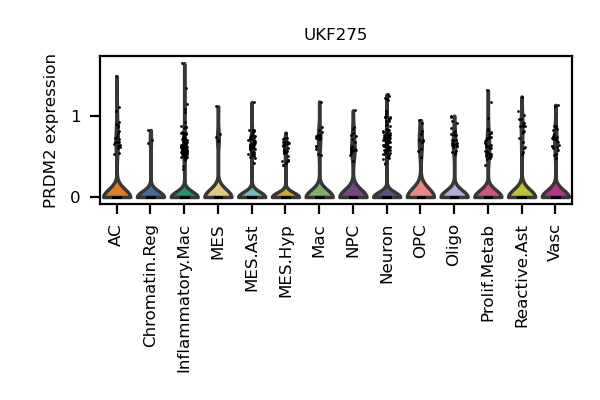 UKF275
PRDM2 expression
1
0
AC
Chromatin.Reg
Inflammatory.Mac
MES
MES.Ast
MES.Hyp
Mac
NPC
Neuron
OPC
Oligo
Prolif.Metab
Reactive.Ast
Vasc